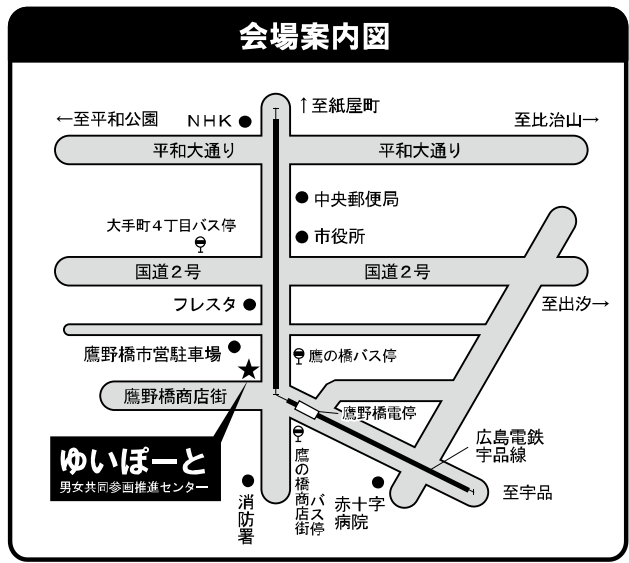 会場案内図
←至平和公園
NHK
↑至紙屋町
至比治山→
平和大通り
平和大通り
中央郵便局
大手町4丁目バス停
市役所
国道2号
国道2号
フレスタ
至出汐→
鷹野橋市営駐車場
鷹の橋バス停
鷹野橋商店街
鷹野橋電停
ゆいぽーと
男女共同参画推進センター
広島電鉄
宇品線
至宇品
消防署
鷹の橋商店街
バス停
赤十字
病院